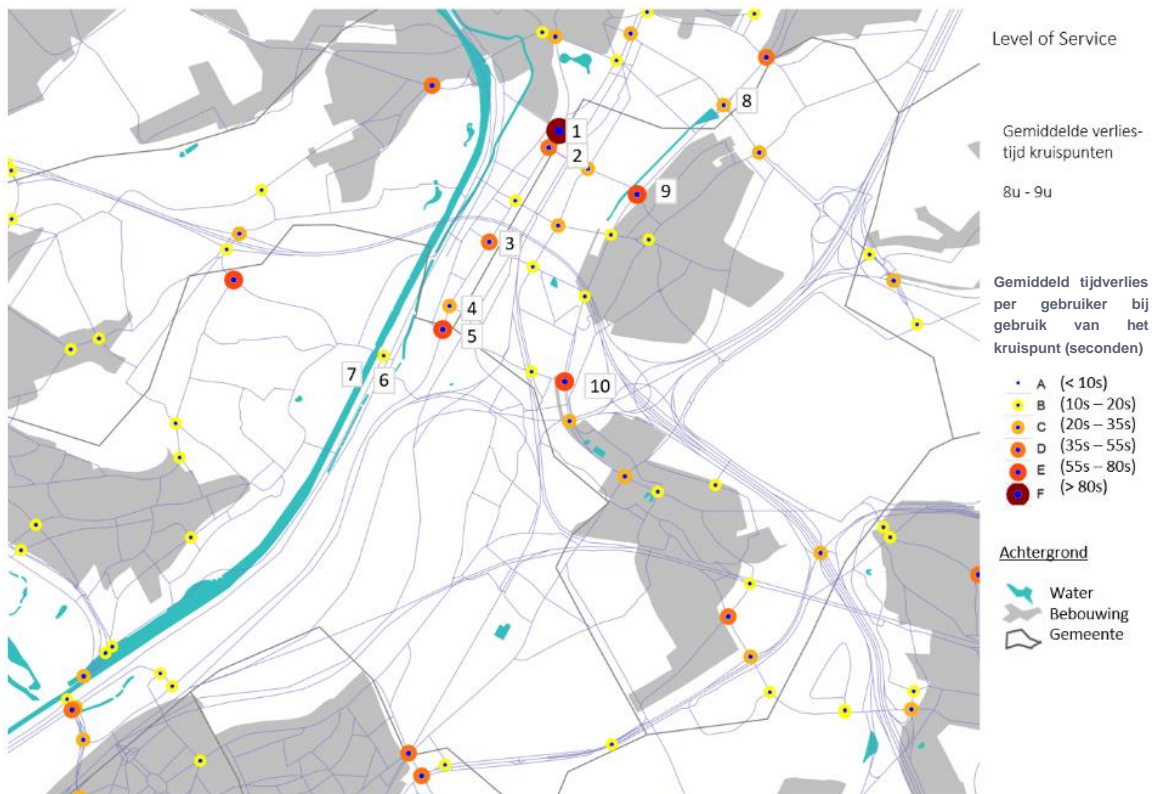 Level of Service
Gemiddelde verlies-
tijd kruispunten
8u - 9u
Gemiddeld tijdverlies
per gebruiker bij
gebruik van het
kruispunt (seconden)
A (< 10s)
B (10s – 20s)
C (20s – 35s)
D (35s – 55s)
E (55s – 80s)
F (> 80s)
Achtergrond
Water
Bebouwing
Gemeente
8
1
2
9
3
4
5
7
6
10